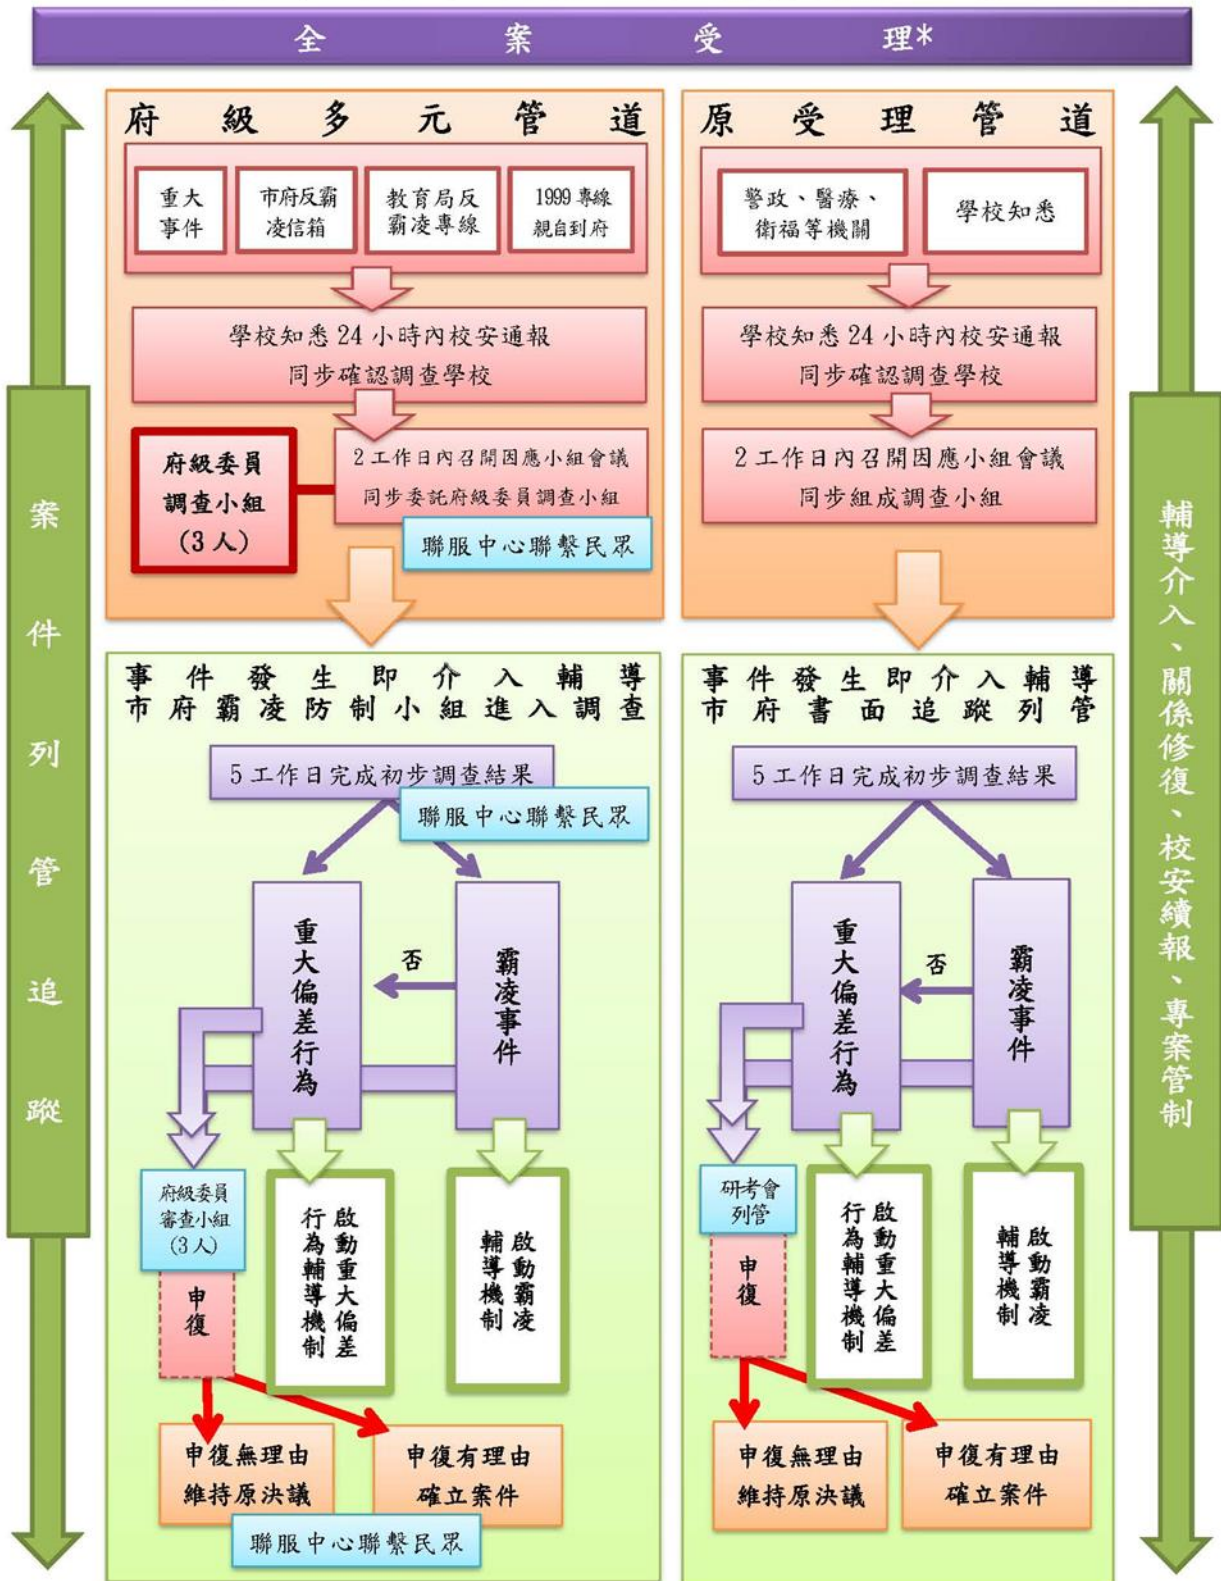 全案受理*
案件列管追蹤
府級多元管道
重大
事件
市府反霸
凌信箱
教育局反
霸凌專線
1999 專線
親自到府
學校知悉 24 小時內校安通報
同步確認調查學校
府級委員
調查小組
(3 人)
2 工作日內召開因應小組會議
同步委託府級委員調查小組
聯服中心聯繫民眾
事件發生即介入輔導
市府霸凌防制小組進入調查
5 工作日完成初步調查結果
聯服中心聯繫民眾
重大偏差行為
否
霸凌事件
府級委員
審查小組
(3 人)
申復
啟動重大偏差
行為輔導機制
啟動霸凌
輔導機制
申復無理由
維持原決議
申復有理由
確立案件
聯服中心聯繫民眾
原受理管道
警政、醫療、
衛福等機關
學校知悉
學校知悉 24 小時內校安通報
同步確認調查學校
2 工作日內召開因應小組會議
同步組成調查小組
事件發生即介入輔導
市府書面追蹤列管
5 工作日完成初步調查結果
重大偏差行為
否
霸凌事件
研考會
列管
申復
啟動重大偏差
行為輔導機制
啟動霸凌
輔導機制
申復無理由
維持原決議
申復有理由
確立案件
輔導介入、關係修復、校安續報、專案管制